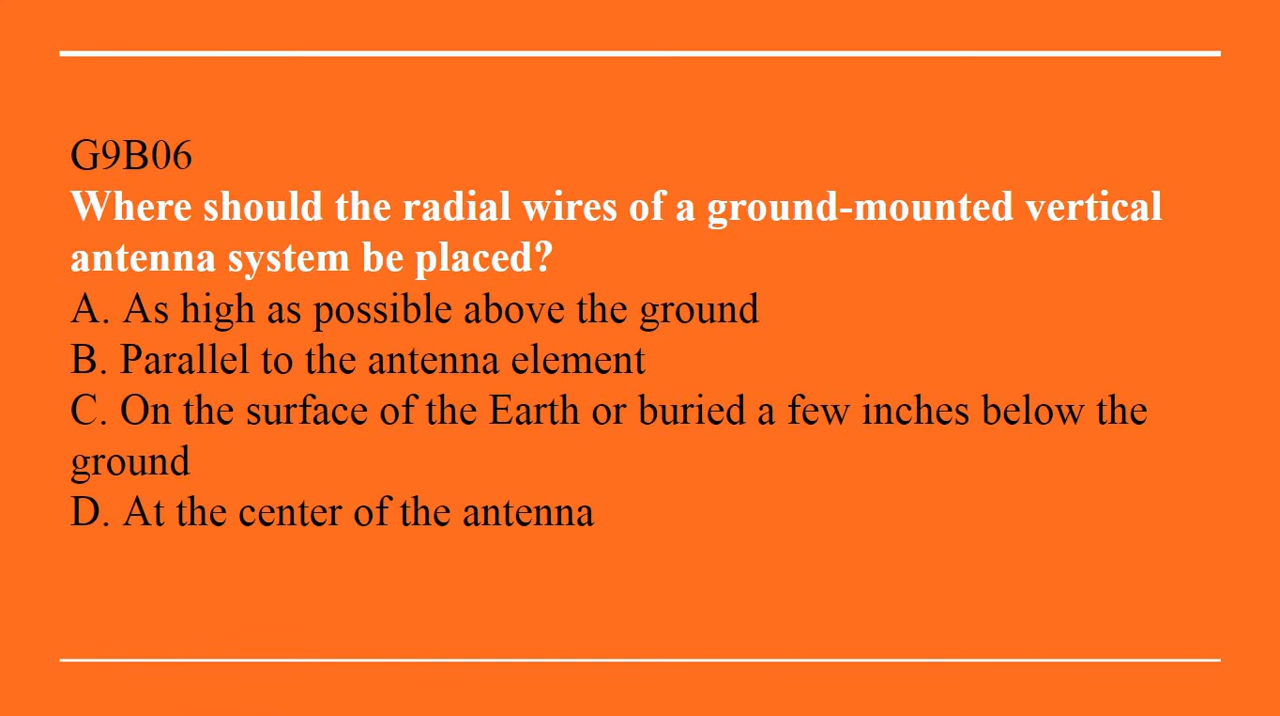 G9B06
Where should the radial wires of a ground-mounted vertical
antenna system be placed?
A. As high as possible above the ground
B. Parallel to the antenna element
C. On the surface of the Earth or buried a few inches below the
ground
D. At the center of the antenna